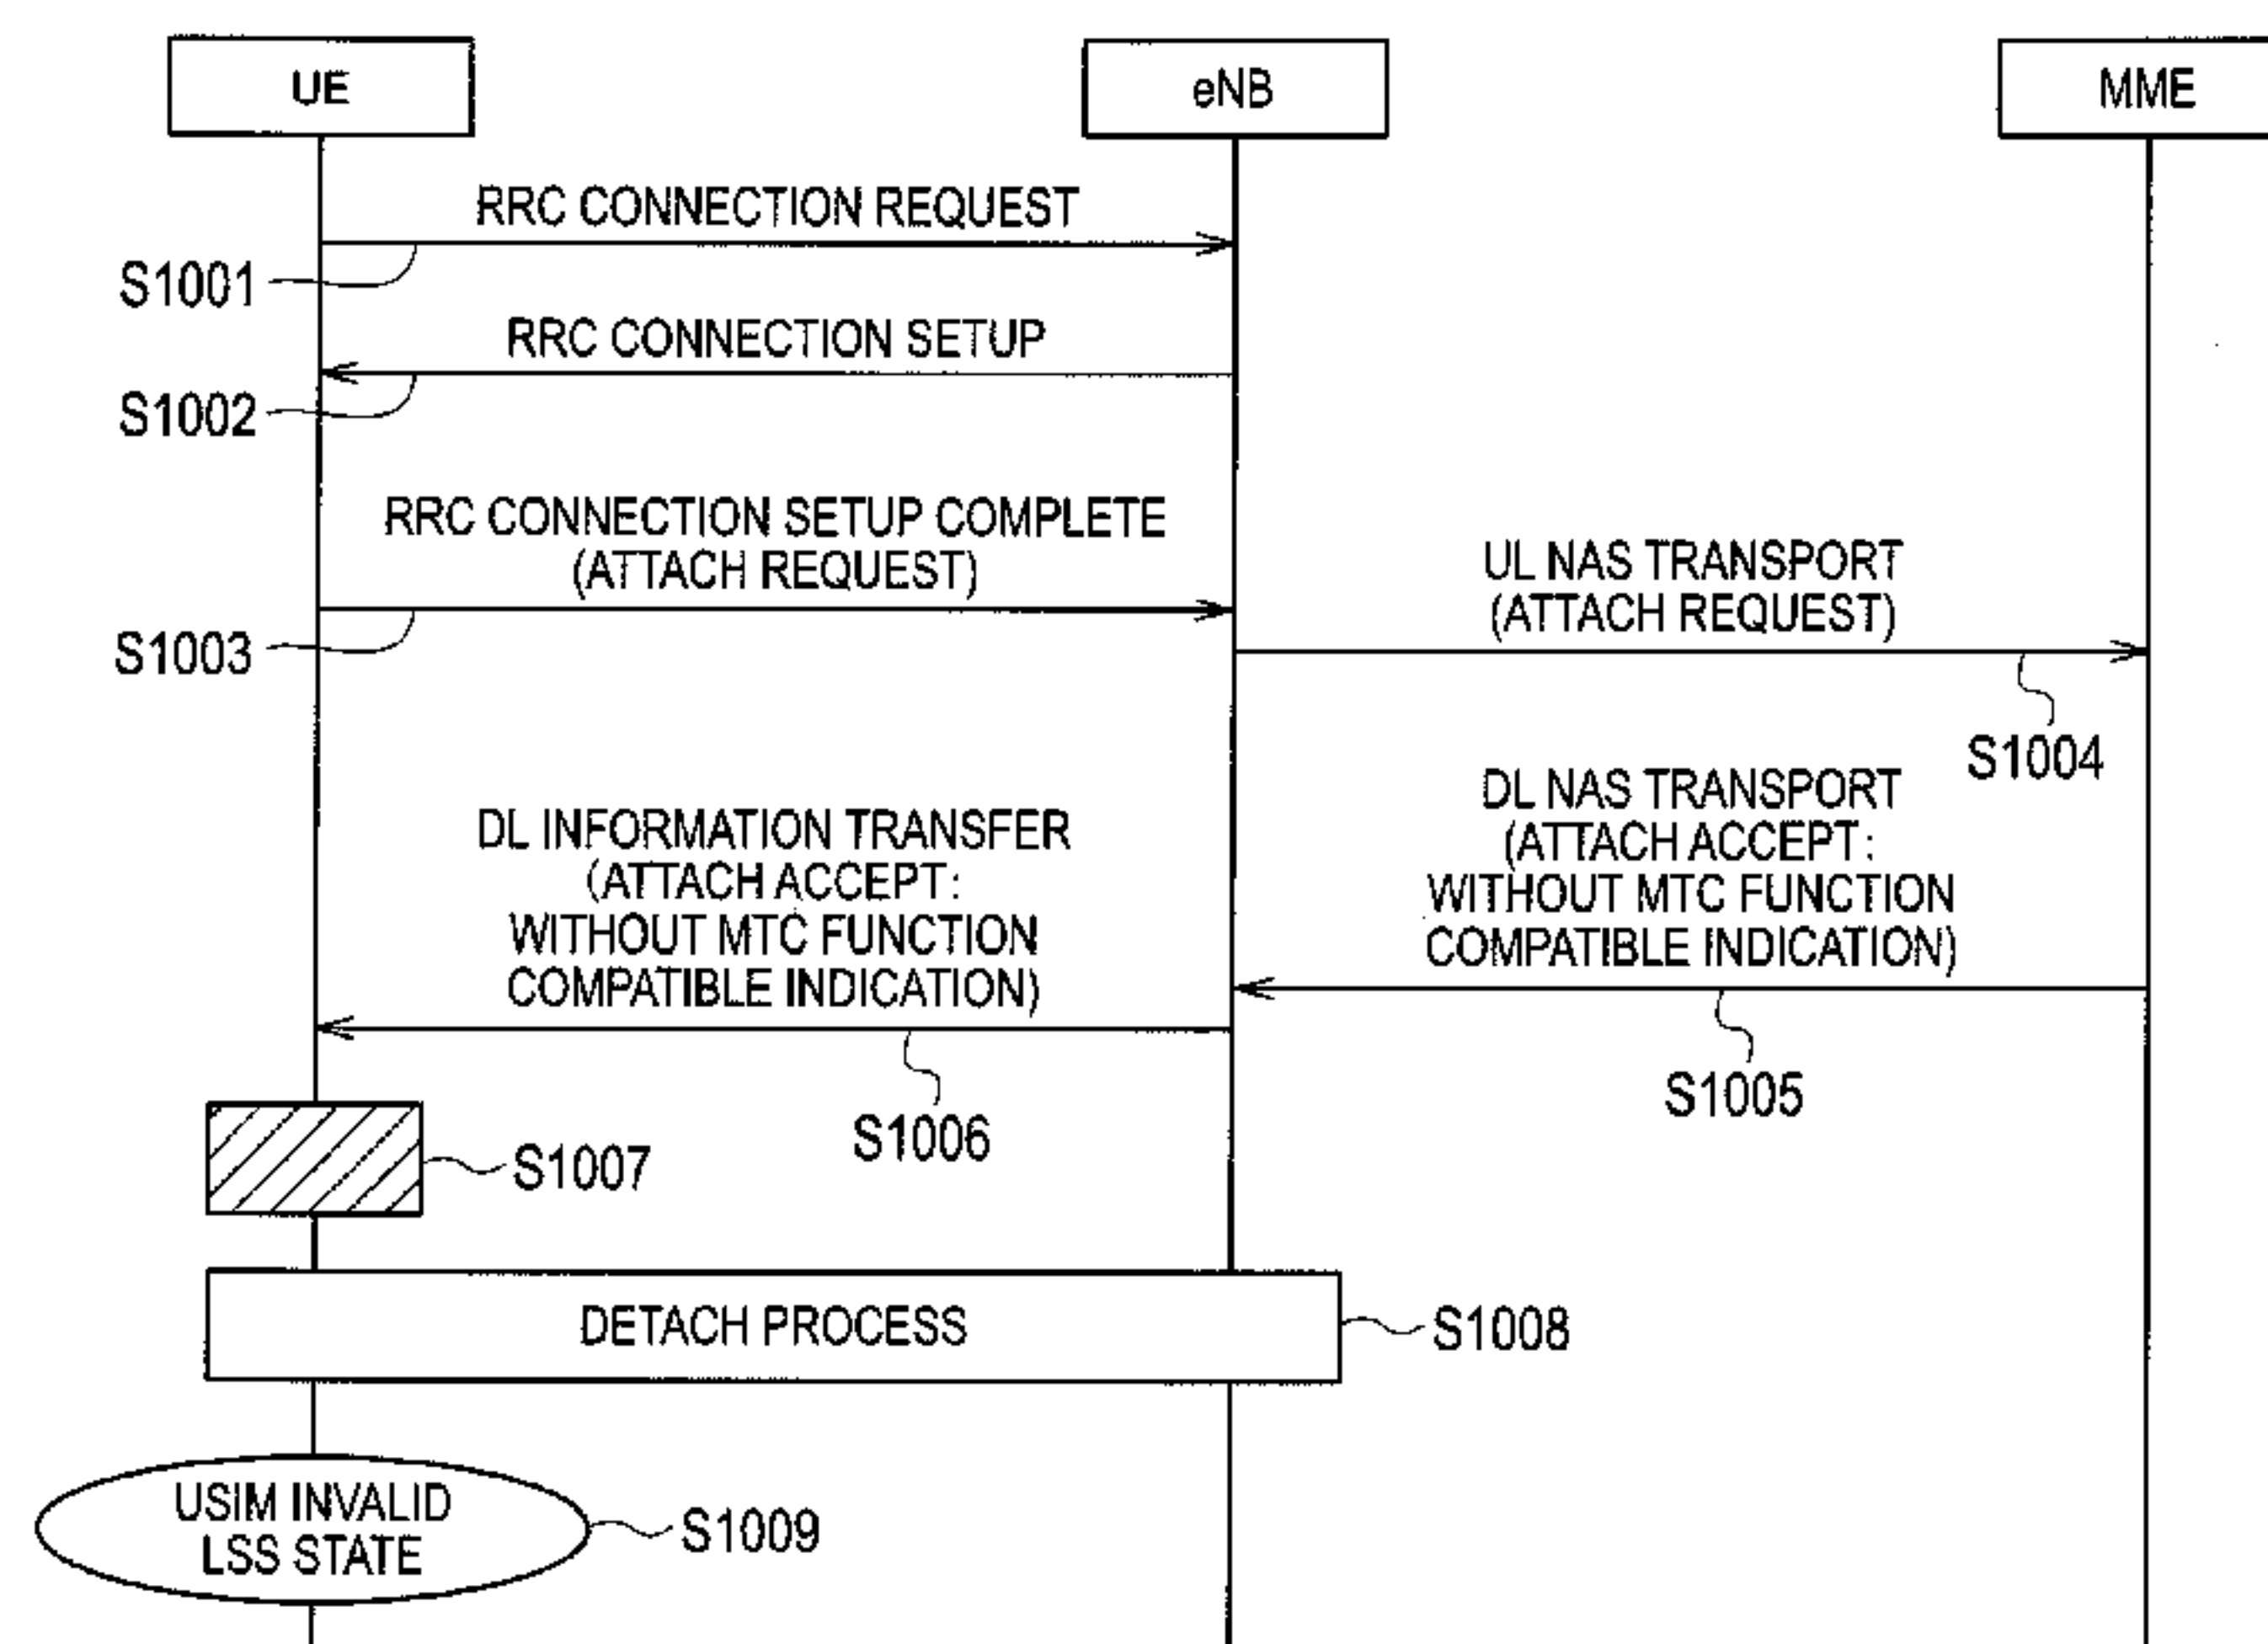 UE
eNB
MME
RRC CONNECTION REQUEST
S1001
RRC CONNECTION SETUP
S1002
RRC CONNECTION SETUP COMPLETE
(ATTACH REQUEST)
S1003
UL NAS TRANSPORT
(ATTACH REQUEST)
S1004
DL NAS TRANSPORT
(ATTACH ACCEPT:
WITHOUT MTC FUNCTION
COMPATIBLE INDICATION)
S1005
DL INFORMATION TRANSFER
(ATTACH ACCEPT:
WITHOUT MTC FUNCTION
COMPATIBLE INDICATION)
S1006
S1007
DETACH PROCESS
S1008
USIM INVALID
LSS STATE
S1009